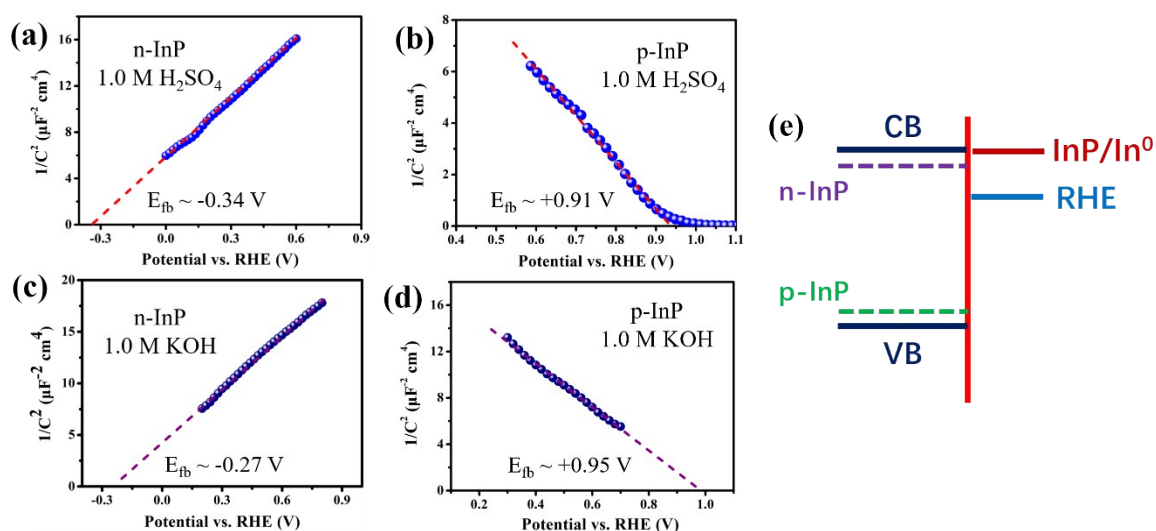 (a)
n-InP
1.0 M H₂SO₄
E_fb ~ -0.34 V
1/C² (μF⁻² cm⁴)
16
12
8
4
0
-0.3 0.0 0.3 0.6 0.9
Potential vs. RHE (V)
(b)
p-InP
1.0 M H₂SO₄
E_fb ~ +0.91 V
1/C² (μF⁻² cm⁴)
8
6
4
2
0
0.4 0.5 0.6 0.7 0.8 0.9 1.0 1.1
Potential vs. RHE (V)
(c)
n-InP
1.0 M KOH
E_fb ~ -0.27 V
1/C² (μF⁻² cm⁴)
20
15
10
5
0
-0.3 0.0 0.3 0.6 0.9
Potential vs. RHE (V)
(d)
p-InP
1.0 M KOH
E_fb ~ +0.95 V
1/C² (μF⁻² cm⁴)
16
12
8
4
0
0.2 0.4 0.6 0.8 1.0
Potential vs. RHE (V)
(e)
CB
n-InP
InP/In⁰
RHE
p-InP
VB